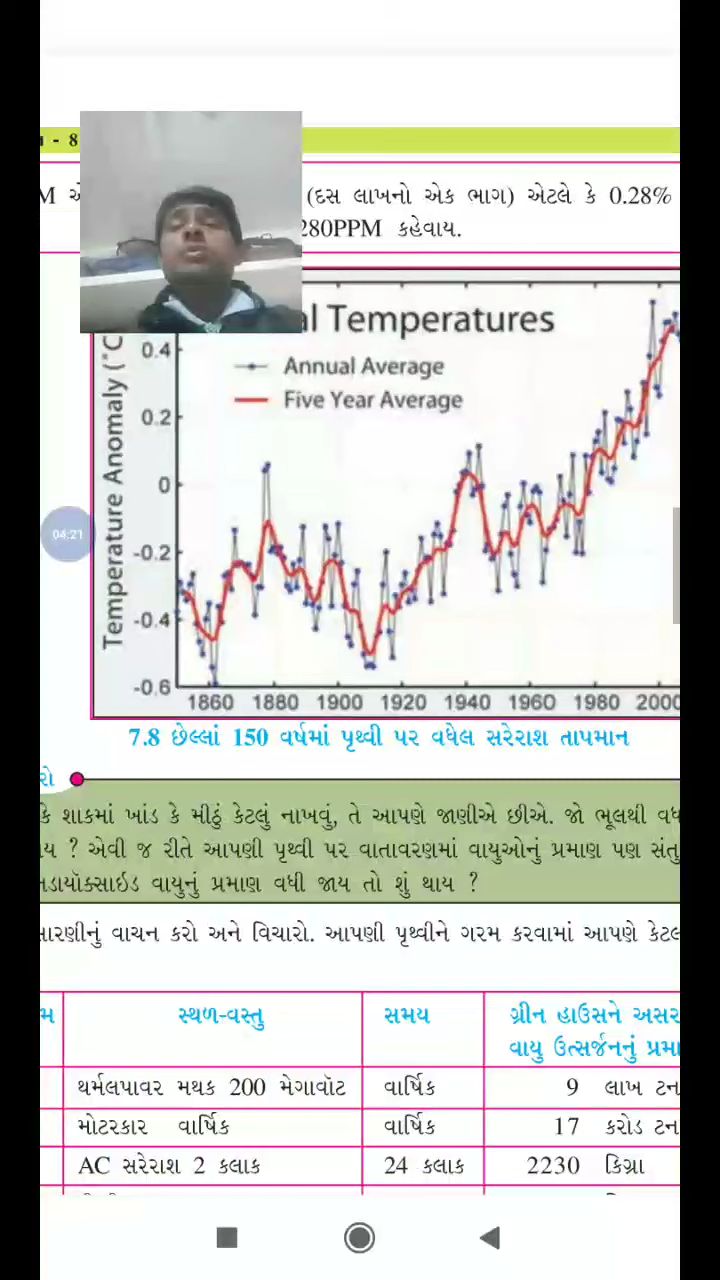 - 8
M
(દસ લાખનો એક ભાગ) એટલે કે 0.28%
280PPM કહેવાય.
al Temperatures
Annual Average
Five Year Average
Temperature Anomaly (°C
0.4
0.2
0
-0.2
-0.4
-0.6
1860 1880 1900 1920 1940 1960 1980 2000
04:21
7.8 છેલ્લાં 150 વર્ષમાં પૃથ્વી પર વધેલ સરેરાશ તાપમાન
રો
કે શાકમાં ખાંડ કે મીઠું કેટલું નાખવું, તે આપણે જાણીએ છીએ. જો ભૂલથી વધ
ય ? એવી જ રીતે આપણી પૃથ્વી પર વાતાવરણમાં વાયુઓનું પ્રમાણ પણ સંતુ
નડાયૉક્સાઇડ વાયુનું પ્રમાણ વધી જાય તો શું થાય ?
સારણીનું વાચન કરો અને વિચારો. આપણી પૃથ્વીને ગરમ કરવામાં આપણે કેટલ
મ સ્થળ-વસ્તુ સમય ગ્રીન હાઉસને અસર
વાયુ ઉત્સર્જનનું પ્રમા
થર્મલપાવર મથક 200 મેગાવૉટ વાર્ષિક 9 લાખ ટન
મોટરકાર વાર્ષિક વાર્ષિક 17 કરોડ ટન
AC સરેરાશ 2 કલાક 24 કલાક 2230 કિગ્રા